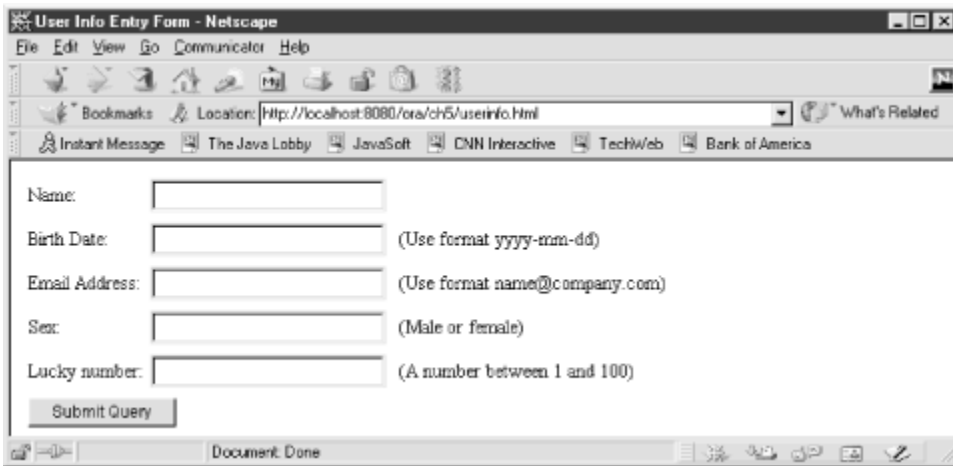 User Info Entry Form - Netscape
File Edit View Go Communicator Help
My
Bookmarks Location: http://localhost:8080/ora/ch5/userinfo.html What's Related
N
Instant Message The Java Lobby JavaSoft CNN Interactive TechWeb Bank of America
Name:
Birth Date: (Use format yyyy-mm-dd)
Email Address: (Use format name@company.com)
Sex: (Male or female)
Lucky number: (A number between 1 and 100)
Submit Query
Document: Done